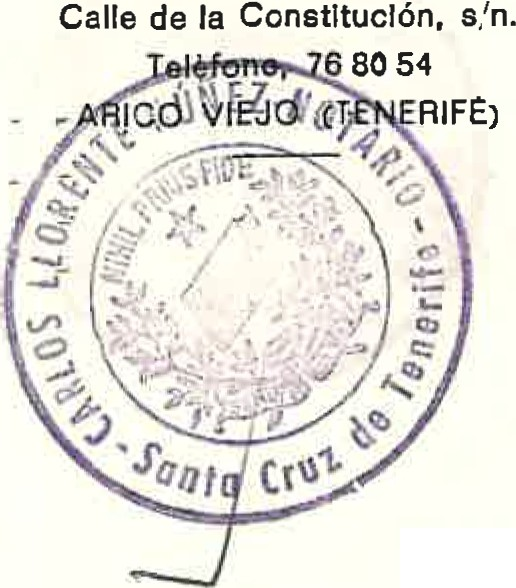 Calle de la Constitución, s/n.
Teléfono, 76 80 54
ARICO VIEJO (TENERIFE)
CARLOS LLORENTE NÚÑEZ NOTARIO - Santa Cruz de Tenerife -
NIHIL PRIUS FIDE